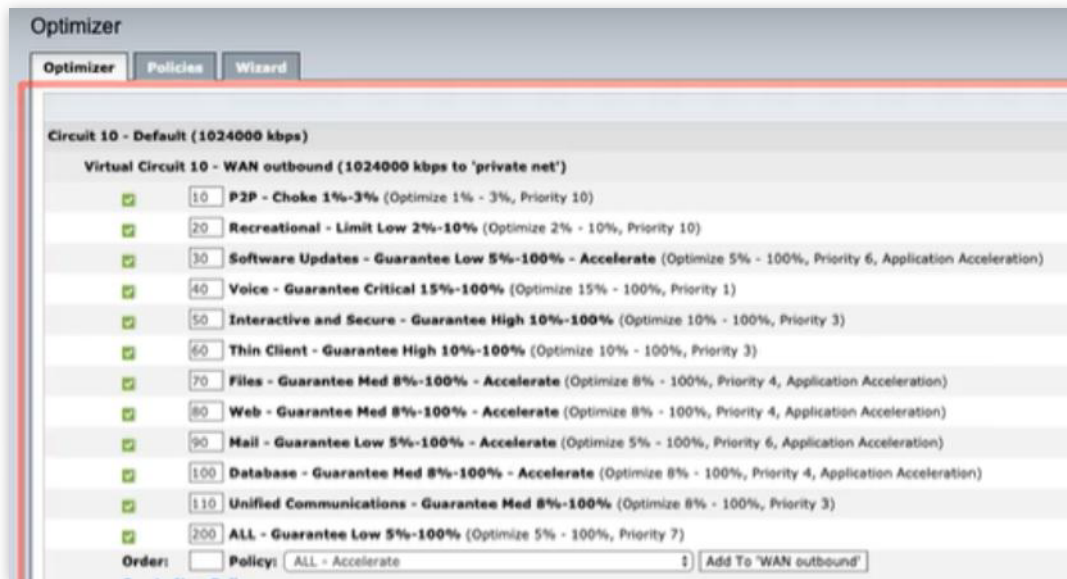 Optimizer
Optimizer Policies Wizard
Circuit 10 - Default (1024000 kbps)
Virtual Circuit 10 - WAN outbound (1024000 kbps to 'private net')
10 P2P - Choke 1%-3% (Optimize 1% - 3%, Priority 10)
20 Recreational - Limit Low 2%-10% (Optimize 2% - 10%, Priority 10)
30 Software Updates - Guarantee Low 5%-100% - Accelerate (Optimize 5% - 100%, Priority 6, Application Acceleration)
40 Voice - Guarantee Critical 15%-100% (Optimize 15% - 100%, Priority 1)
50 Interactive and Secure - Guarantee High 10%-100% (Optimize 10% - 100%, Priority 3)
60 Thin Client - Guarantee High 10%-100% (Optimize 10% - 100%, Priority 3)
70 Files - Guarantee Med 8%-100% - Accelerate (Optimize 8% - 100%, Priority 4, Application Acceleration)
80 Web - Guarantee Med 8%-100% - Accelerate (Optimize 8% - 100%, Priority 4, Application Acceleration)
90 Mail - Guarantee Low 5%-100% - Accelerate (Optimize 5% - 100%, Priority 6, Application Acceleration)
100 Database - Guarantee Med 8%-100% - Accelerate (Optimize 8% - 100%, Priority 4, Application Acceleration)
110 Unified Communications - Guarantee Med 8%-100% (Optimize 8% - 100%, Priority 3)
200 ALL - Guarantee Low 5%-100% (Optimize 5% - 100%, Priority 7)
Order: Policy: ALL - Accelerate Add To 'WAN outbound'